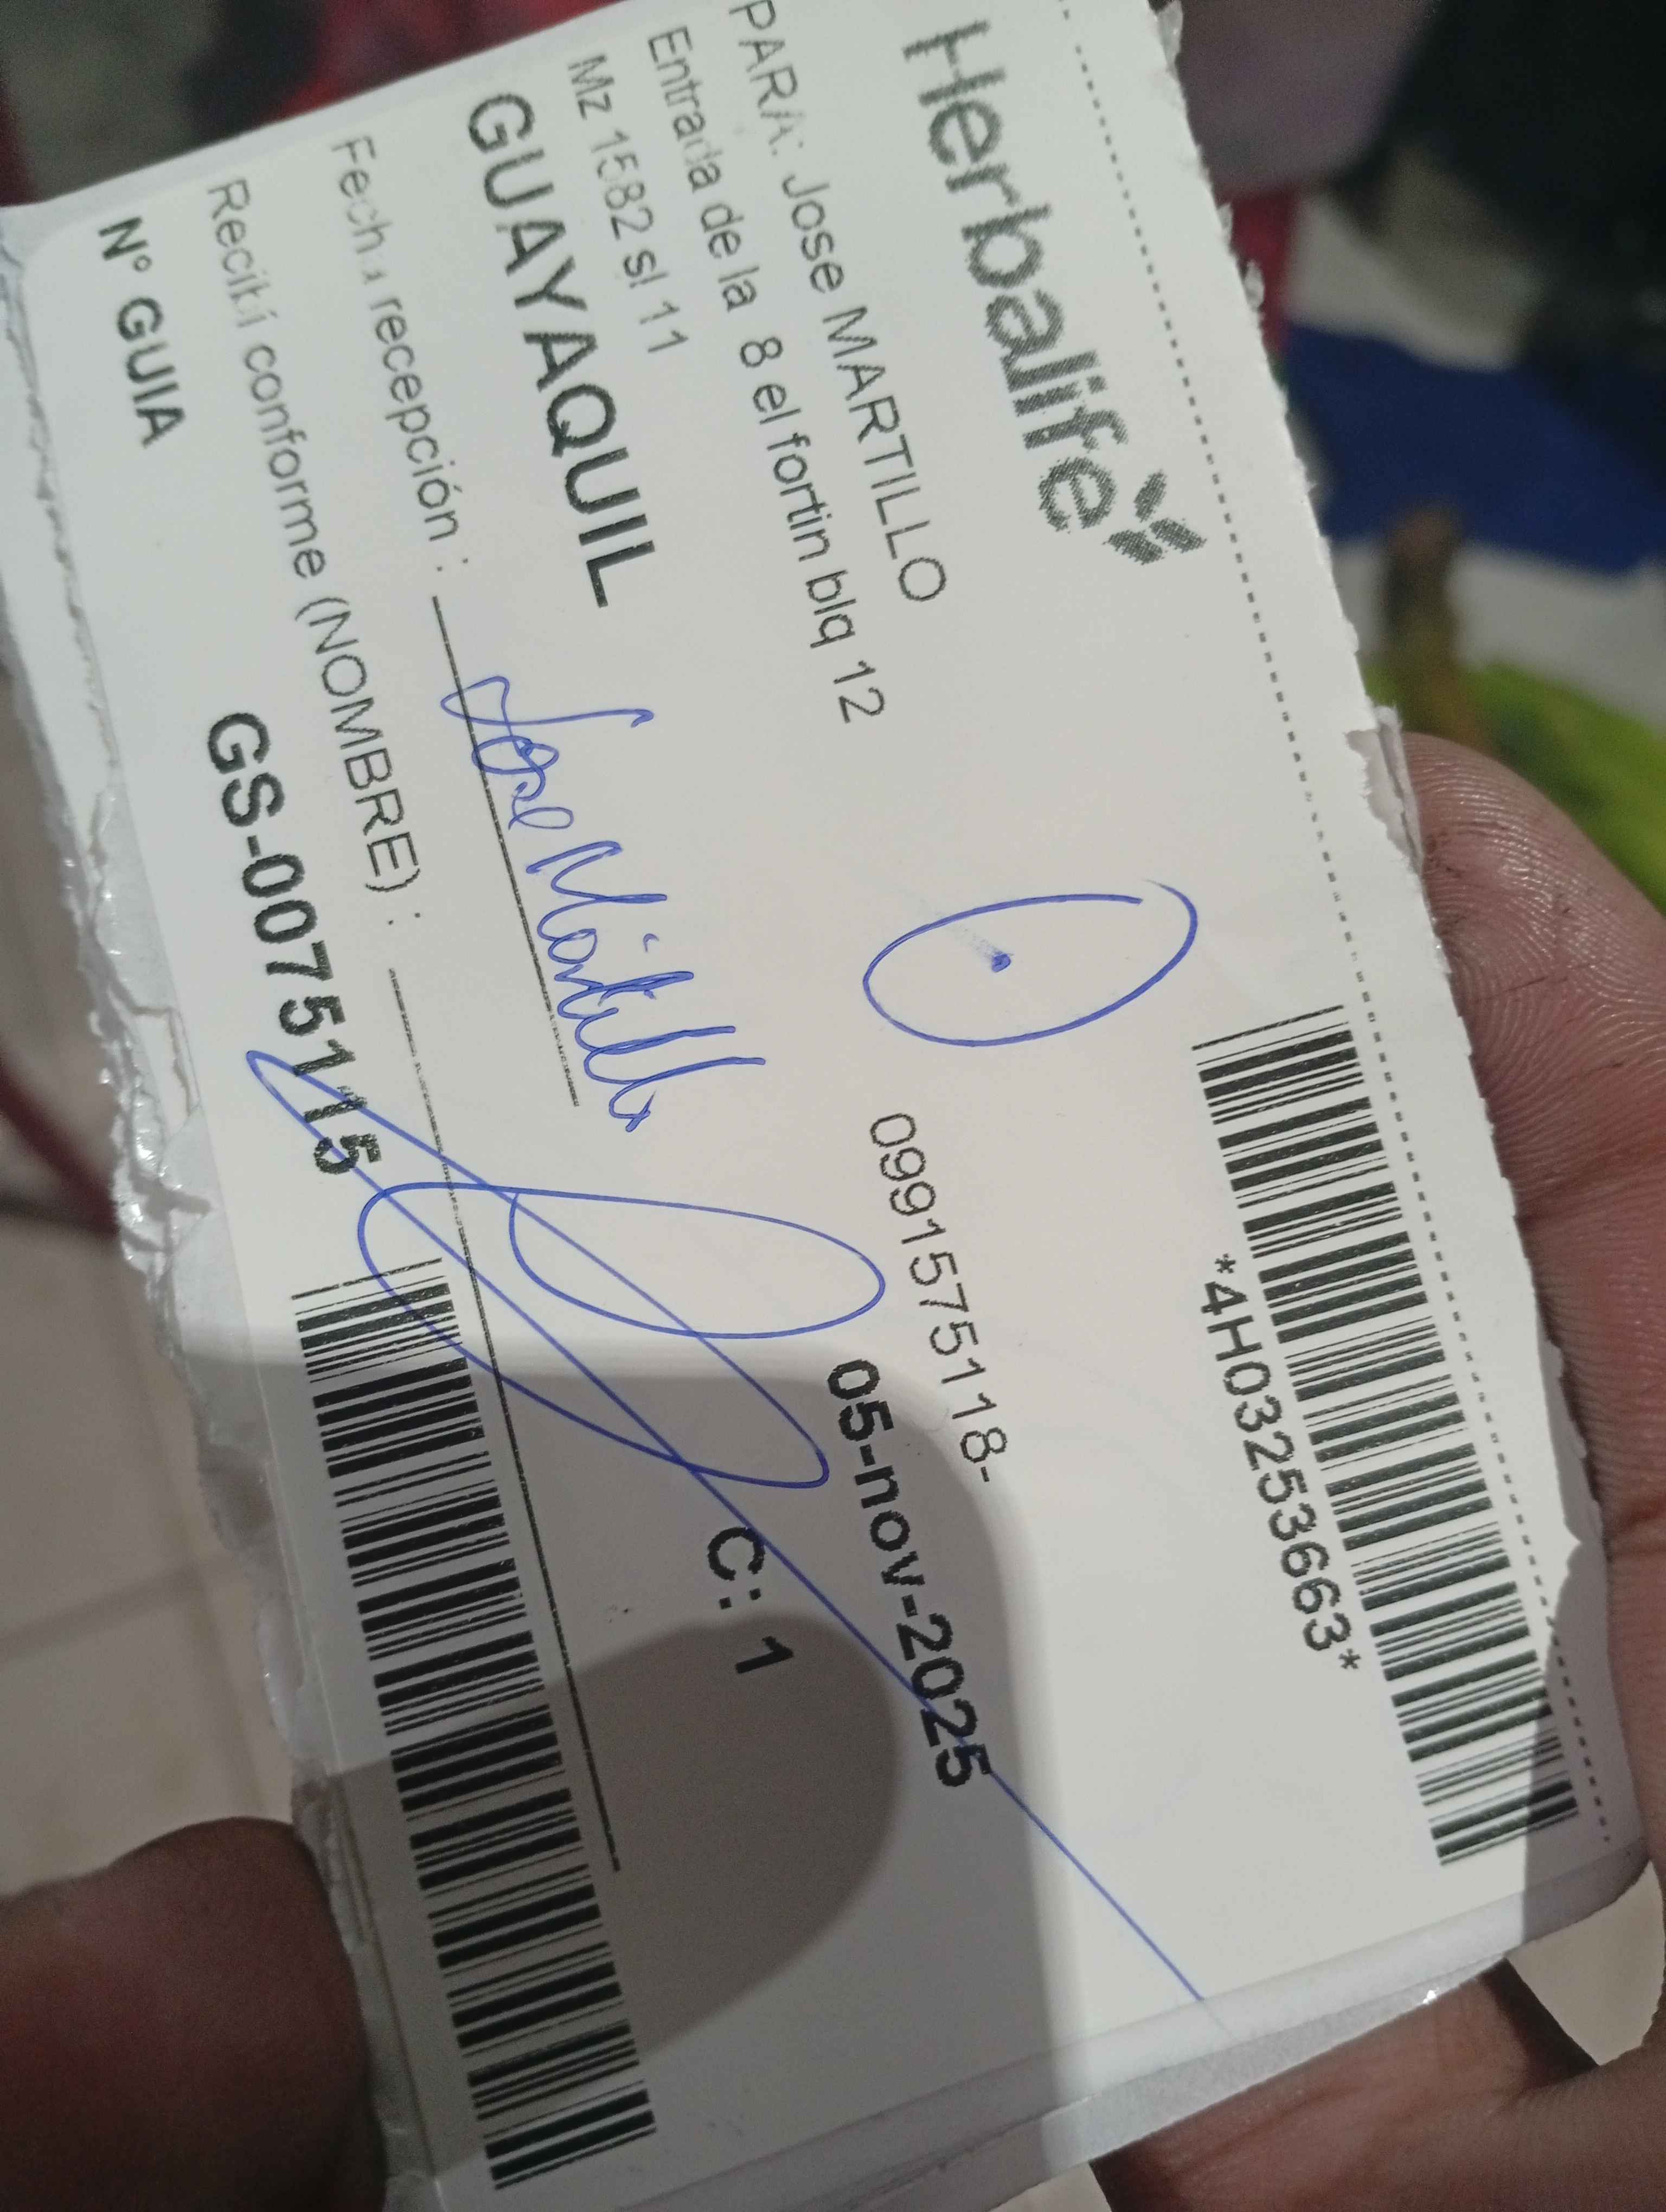 Herbalife
*4H03253663*
PARA: Jose MARTILLO
0991575118-
Entrada de la 8 el fortin blq 12
Mz 1582 sl 11
05-nov-2025
GUAYAQUIL
C: 1
Fecha recepción :
Jose Martillo
Recibí conforme (NOMBRE) :
N° GUIA
GS-0075115